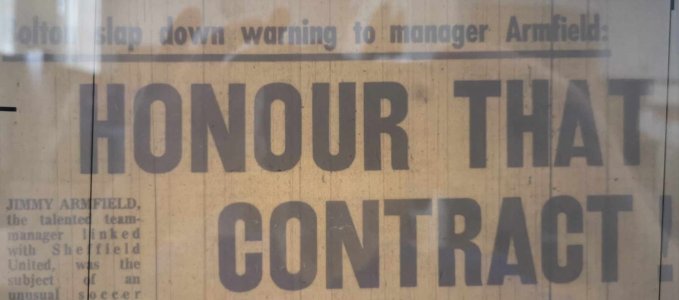 Bolton slap down warning to manager Armfield:
HONOUR THAT
CONTRACT!
JIMMY ARMFIELD,
the talented team-
manager linked
with Sheffield
United, was the
subject of an
unusual soccer